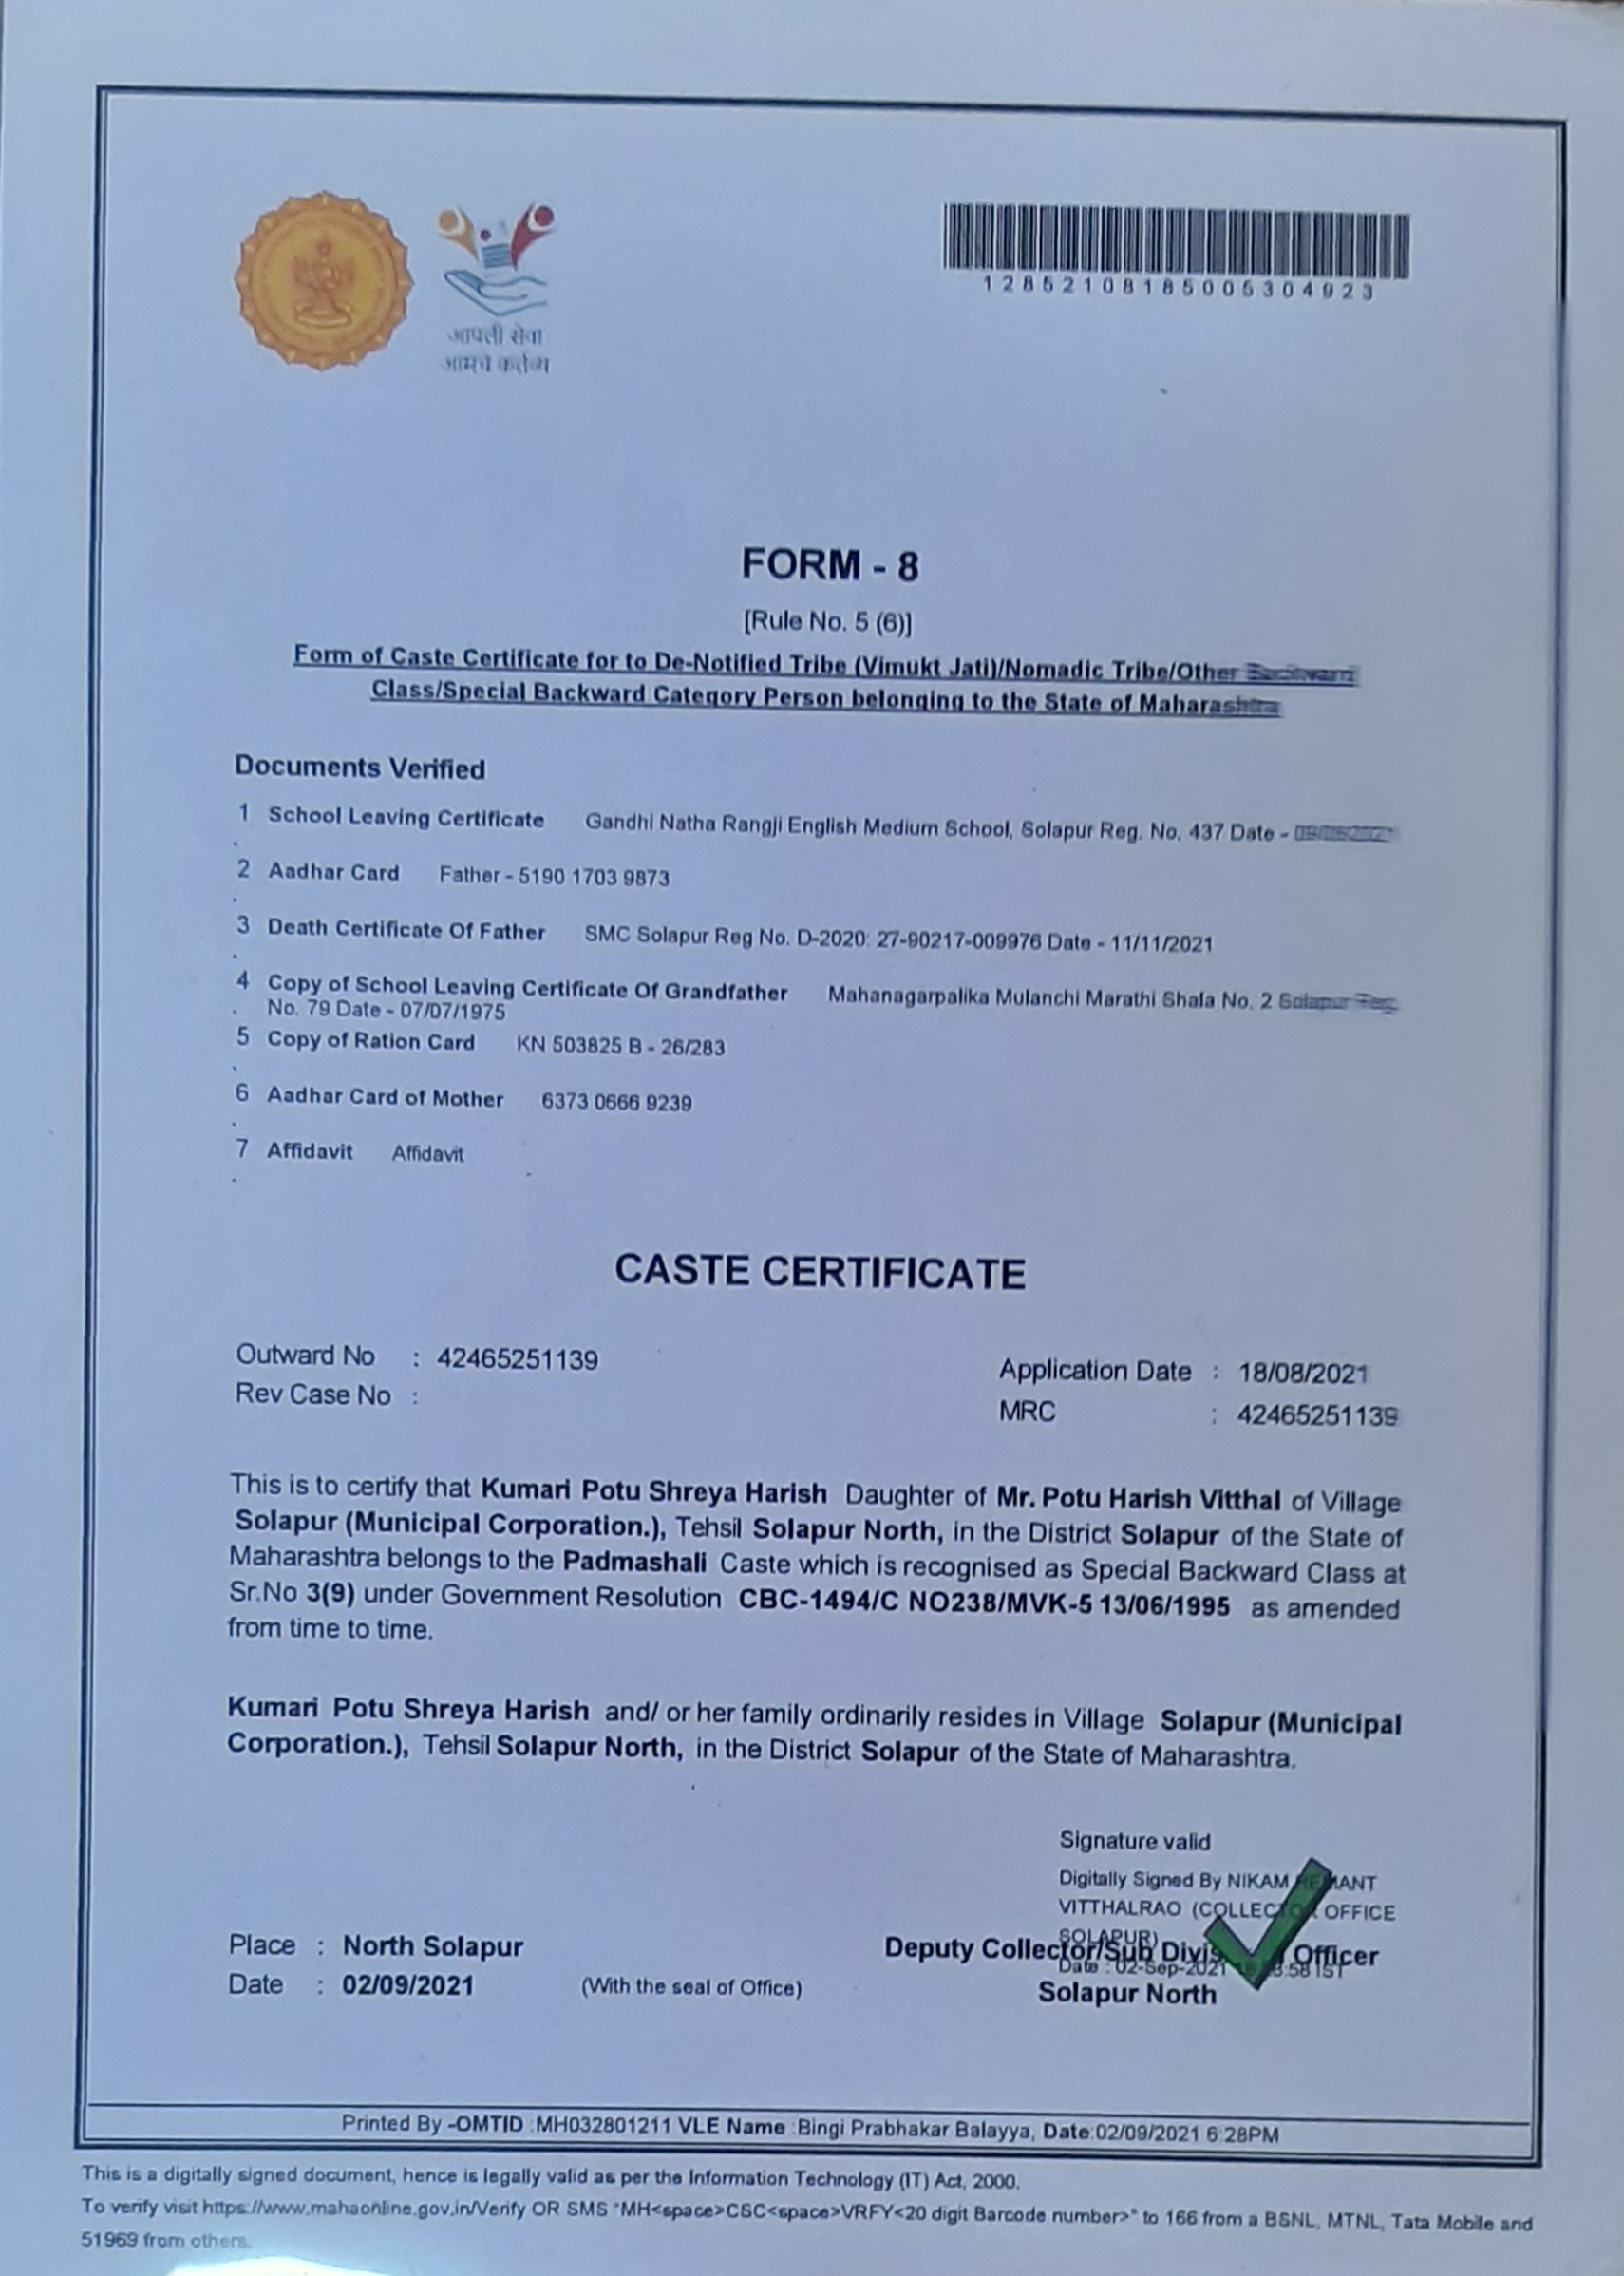 आपली सेवा
आमचे कर्तव्य
12852108185005304923
FORM - 8
[Rule No. 5 (6)]
Form of Caste Certificate for to De-Notified Tribe (Vimukt Jati)/Nomadic Tribe/Other Backward
Class/Special Backward Category Person belonging to the State of Maharashtra
Documents Verified
1 School Leaving Certificate Gandhi Natha Rangji English Medium School, Solapur Reg. No. 437 Date -
.
2 Aadhar Card Father - 5190 1703 9873
.
3 Death Certificate Of Father SMC Solapur Reg No. D-2020: 27-90217-009976 Date - 11/11/2021
.
4 Copy of School Leaving Certificate Of Grandfather Mahanagarpalika Mulanchi Marathi Shala No. 2 Solapur Reg.
. No. 79 Date - 07/07/1975
5 Copy of Ration Card KN 503825 B - 26/283
.
6 Aadhar Card of Mother 6373 0666 9239
.
7 Affidavit Affidavit
.
CASTE CERTIFICATE
Outward No : 42465251139
Application Date : 18/08/2021
Rev Case No :
MRC : 42465251139
This is to certify that Kumari Potu Shreya Harish Daughter of Mr. Potu Harish Vitthal of Village
Solapur (Municipal Corporation.), Tehsil Solapur North, in the District Solapur of the State of
Maharashtra belongs to the Padmashali Caste which is recognised as Special Backward Class at
Sr.No 3(9) under Government Resolution CBC-1494/C NO238/MVK-5 13/06/1995 as amended
from time to time.
Kumari Potu Shreya Harish and/ or her family ordinarily resides in Village Solapur (Municipal
Corporation.), Tehsil Solapur North, in the District Solapur of the State of Maharashtra.
Signature valid
Digitally Signed By NIKAM HEMANT
VITTHALRAO (COLLECTOR OFFICE
SOLAPUR)
Place : North Solapur
Deputy Collector/Sub Divis Officer
Date : 02-Sep-2021 :58 IST
Date : 02/09/2021 (With the seal of Office)
Solapur North
Printed By -OMTID :MH032801211 VLE Name :Bingi Prabhakar Balayya, Date:02/09/2021 6:28PM
This is a digitally signed document, hence is legally valid as per the Information Technology (IT) Act, 2000.
To verify visit https://www.mahaonline.gov.in/Verify OR SMS "MH<space>CSC<space>VRFY<20 digit Barcode number>" to 166 from a BSNL, MTNL, Tata Mobile and
51969 from others.